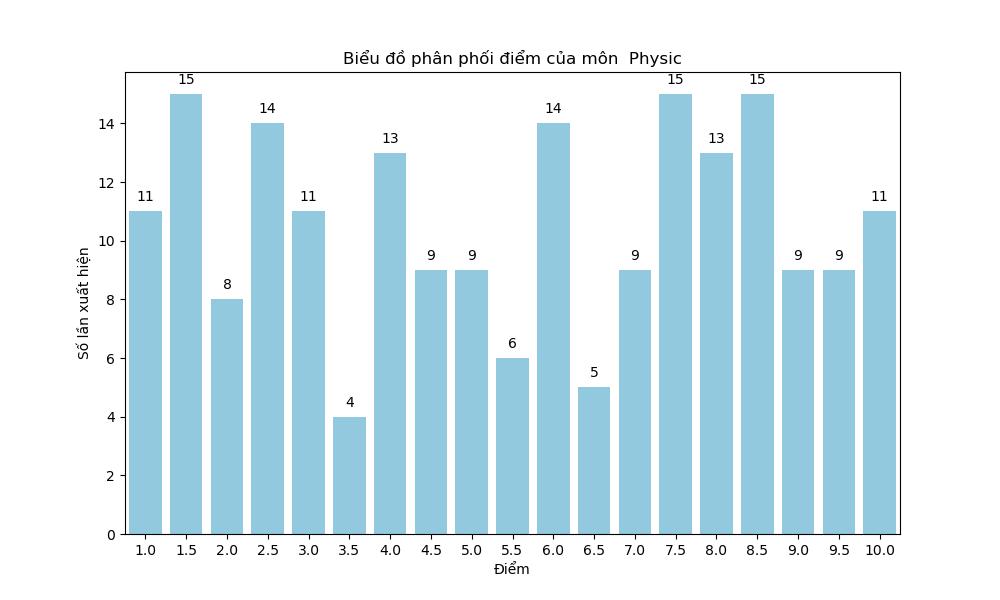 Biểu đồ phân phối điểm của môn  Physic
15 15 15
14 14
13 13
11 11 11
9 9 9 9 9
8
6
5
4
Số lần xuất hiện
14
12
10
8
6
4
2
0
1.0 1.5 2.0 2.5 3.0 3.5 4.0 4.5 5.0 5.5 6.0 6.5 7.0 7.5 8.0 8.5 9.0 9.5 10.0
Điểm